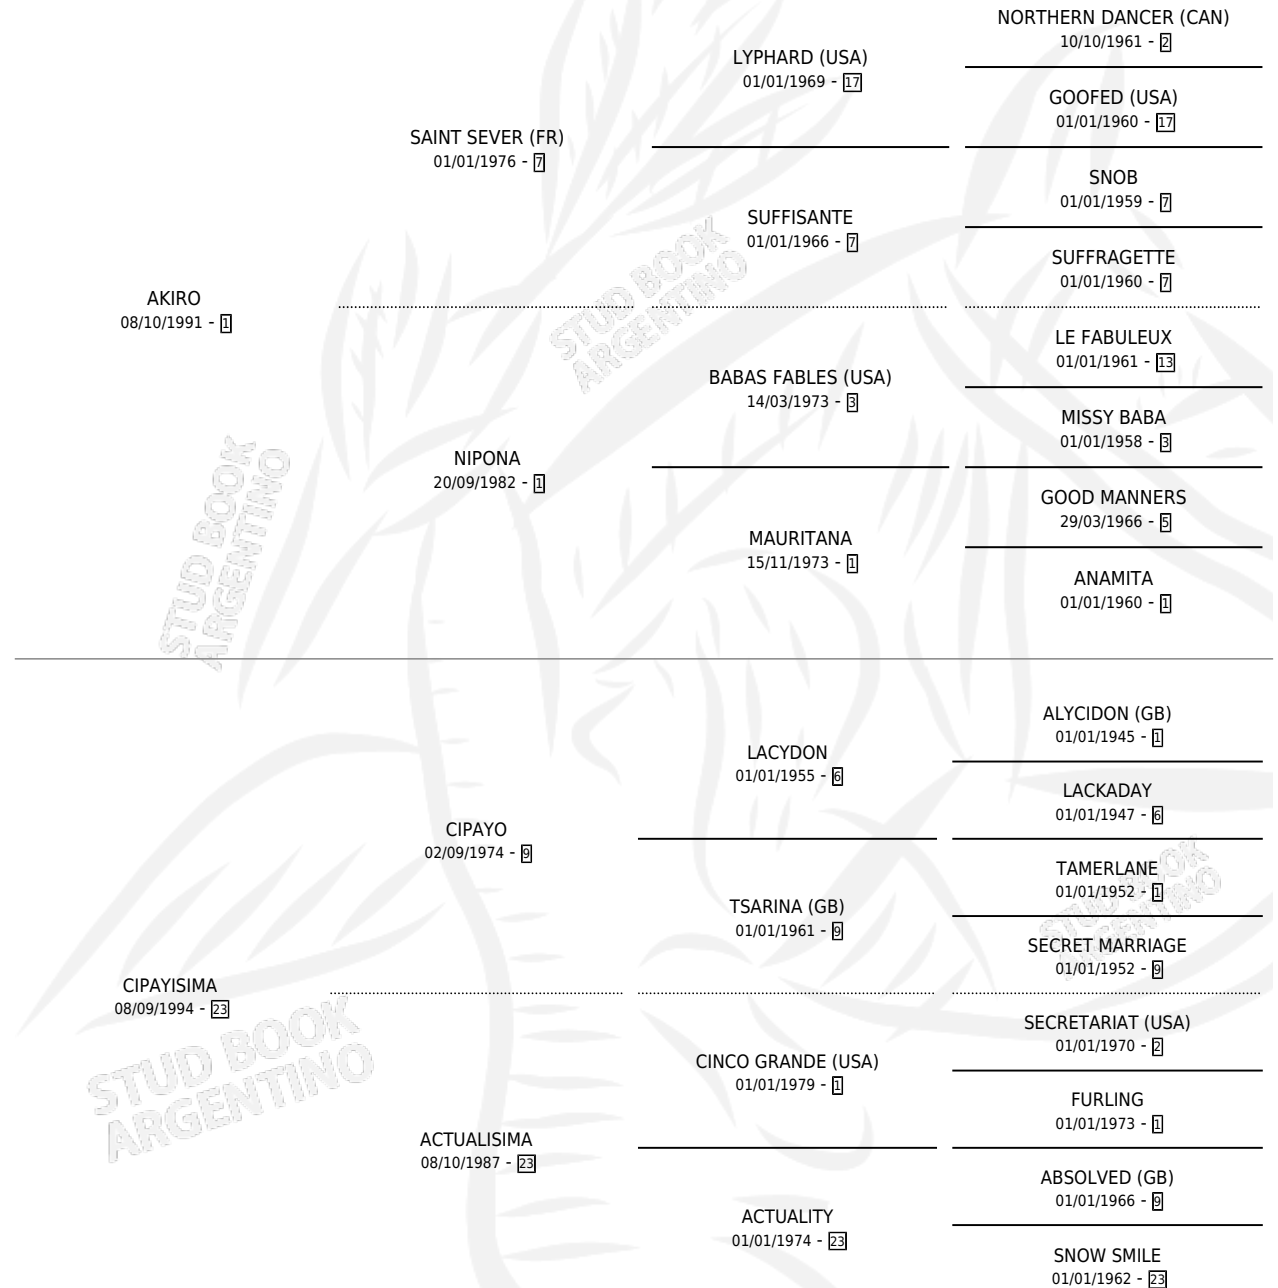 NORTHERN DANCER (CAN)
10/10/1961 - 2
LYPHARD (USA)
01/01/1969 - 17
GOOFED (USA)
01/01/1960 - 17
SAINT SEVER (FR)
01/01/1976 - 7
SNOB
01/01/1959 - 7
SUFFISANTE
01/01/1966 - 7
SUFFRAGETTE
01/01/1960 - 7
AKIRO
08/10/1991 - 1
LE FABULEUX
01/01/1961 - 13
BABAS FABLES (USA)
14/03/1973 - 3
MISSY BABA
01/01/1958 - 3
NIPONA
20/09/1982 - 1
GOOD MANNERS
29/03/1966 - 5
MAURITANA
15/11/1973 - 1
ANAMITA
01/01/1960 - 1
ALYCIDON (GB)
01/01/1945 - 1
LACYDON
01/01/1955 - 6
LACKADAY
01/01/1947 - 6
CIPAYO
02/09/1974 - 9
TAMERLANE
01/01/1952 - 1
TSARINA (GB)
01/01/1961 - 9
SECRET MARRIAGE
01/01/1952 - 9
CIPAYISIMA
08/09/1994 - 23
SECRETARIAT (USA)
01/01/1970 - 2
CINCO GRANDE (USA)
01/01/1979 - 1
FURLING
01/01/1973 - 1
ACTUALISIMA
08/10/1987 - 23
ABSOLVED (GB)
01/01/1966 - 9
ACTUALITY
01/01/1974 - 23
SNOW SMILE
01/01/1962 - 23
STUD BOOK
ARGENTINO
STUD BOOK
ARGENTINO
STUD BOOK
ARGENTINO
STUD BOOK
ARGENTINO